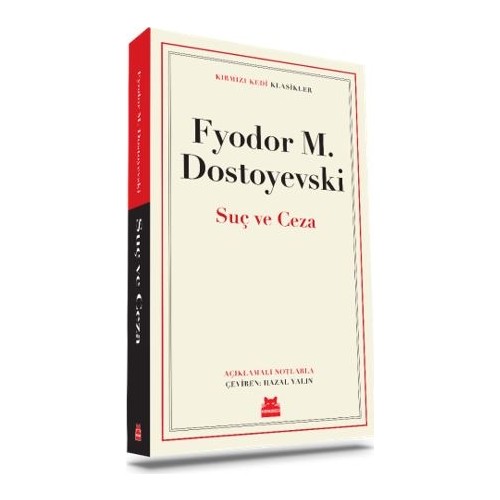 KIRMIZI KEDİ KLASİKLER
Fyodor M.
Dostoyevski
Suç ve Ceza
AÇIKLAMALI NOTLARLA
ÇEVİREN: HAZAL YALIN
Fyodor M. Dostoyevski
Suç ve Ceza